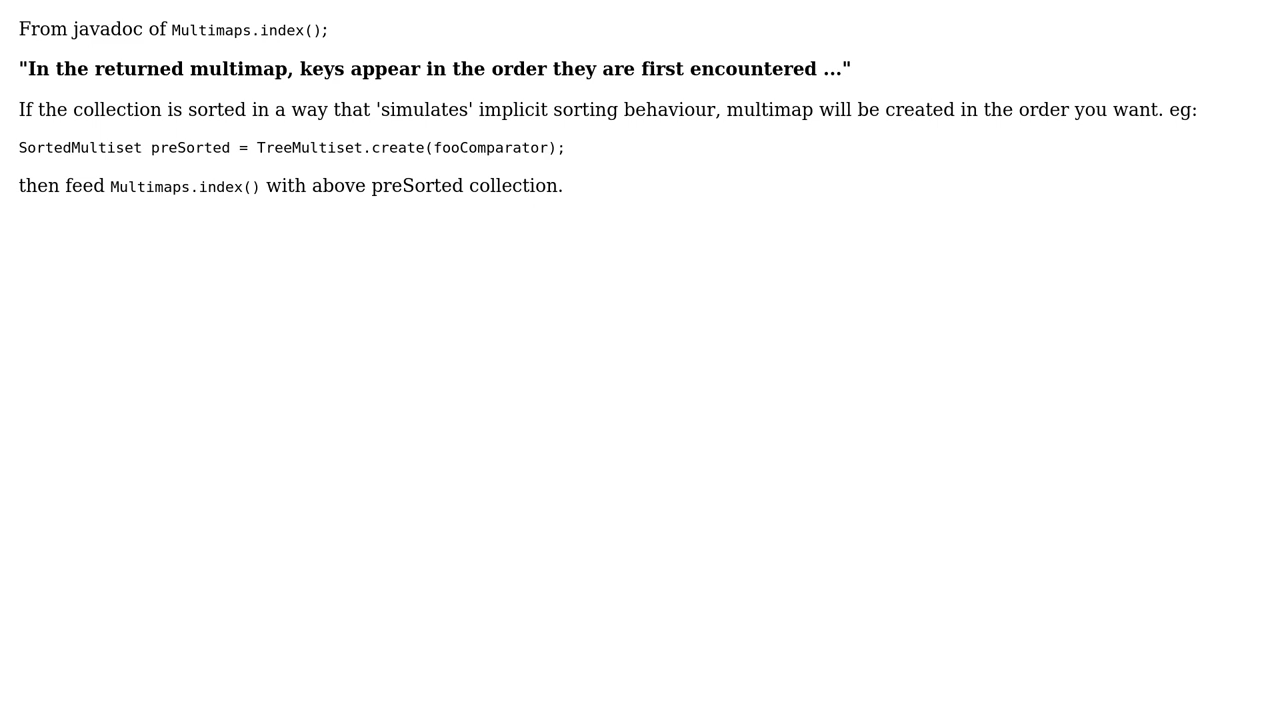 From javadoc of Multimaps.index();
"In the returned multimap, keys appear in the order they are first encountered ..."
If the collection is sorted in a way that 'simulates' implicit sorting behaviour, multimap will be created in the order you want. eg:
SortedMultiset preSorted = TreeMultiset.create(fooComparator);
then feed Multimaps.index() with above preSorted collection.